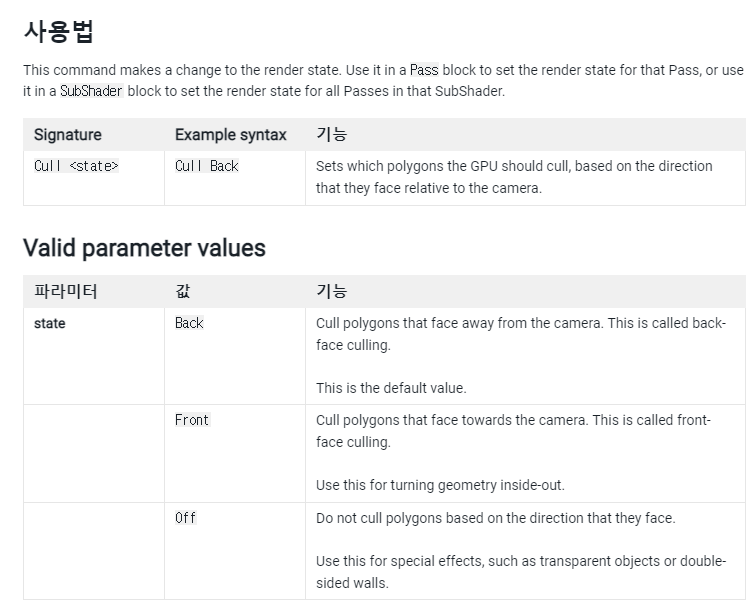 사용법
This command makes a change to the render state. Use it in a Pass block to set the render state for that Pass, or use
it in a SubShader block to set the render state for all Passes in that SubShader.
Signature Example syntax 기능
Cull <state> Cull Back Sets which polygons the GPU should cull, based on the direction
that they face relative to the camera.
Valid parameter values
파라미터 값 기능
state Back Cull polygons that face away from the camera. This is called back-
face culling.
This is the default value.
Front Cull polygons that face towards the camera. This is called front-
face culling.
Use this for turning geometry inside-out.
Off Do not cull polygons based on the direction that they face.
Use this for special effects, such as transparent objects or double-
sided walls.